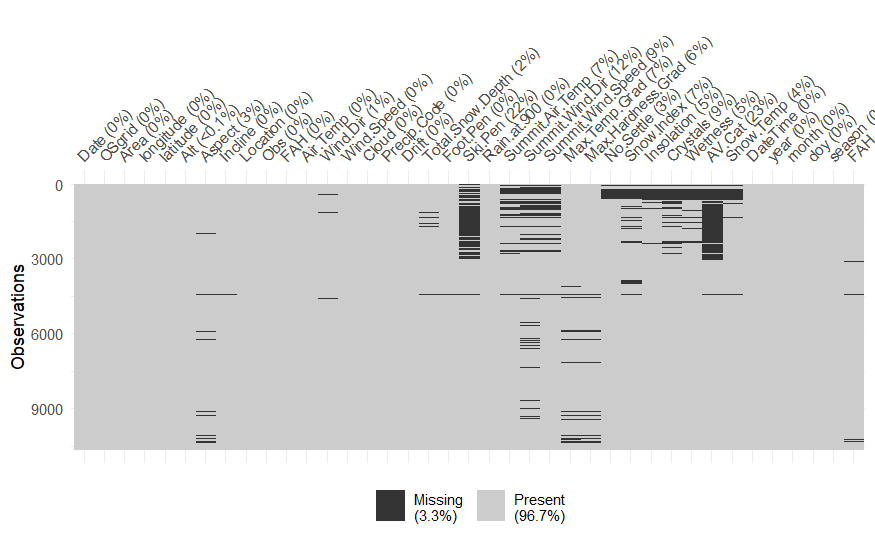 Date (0%)
OSgrid (0%)
Area (0%)
longitude (0%)
latitude (0%)
Alt (<0.1%)
Aspect (3%)
Incline (0%)
Location (0%)
Obs (0%)
FAH (0%)
Air.Temp (0%)
Wind.Dir (1%)
Wind.Speed (0%)
Cloud (0%)
Precip.Code (0%)
Drift (0%)
Total.Snow.Depth (2%)
Foot.Pen (0%)
Ski.Pen (22%)
Rain.at.900 (0%)
Summit.Air.Temp (7%)
Summit.Wind.Dir (12%)
Summit.Wind.Speed (9%)
Max.Temp.Grad (7%)
Max.Hardness.Grad (6%)
No.Settle (3%)
Snow.Index (7%)
Insolation (5%)
Crystals (9%)
Wetness (5%)
AV.Cat (23%)
Snow.Temp (4%)
DateTime (0%)
year (0%)
month (0%)
doy (0%)
season (0
FAH
0
3000
6000
9000
Observations
Missing
(3.3%)
Present
(96.7%)